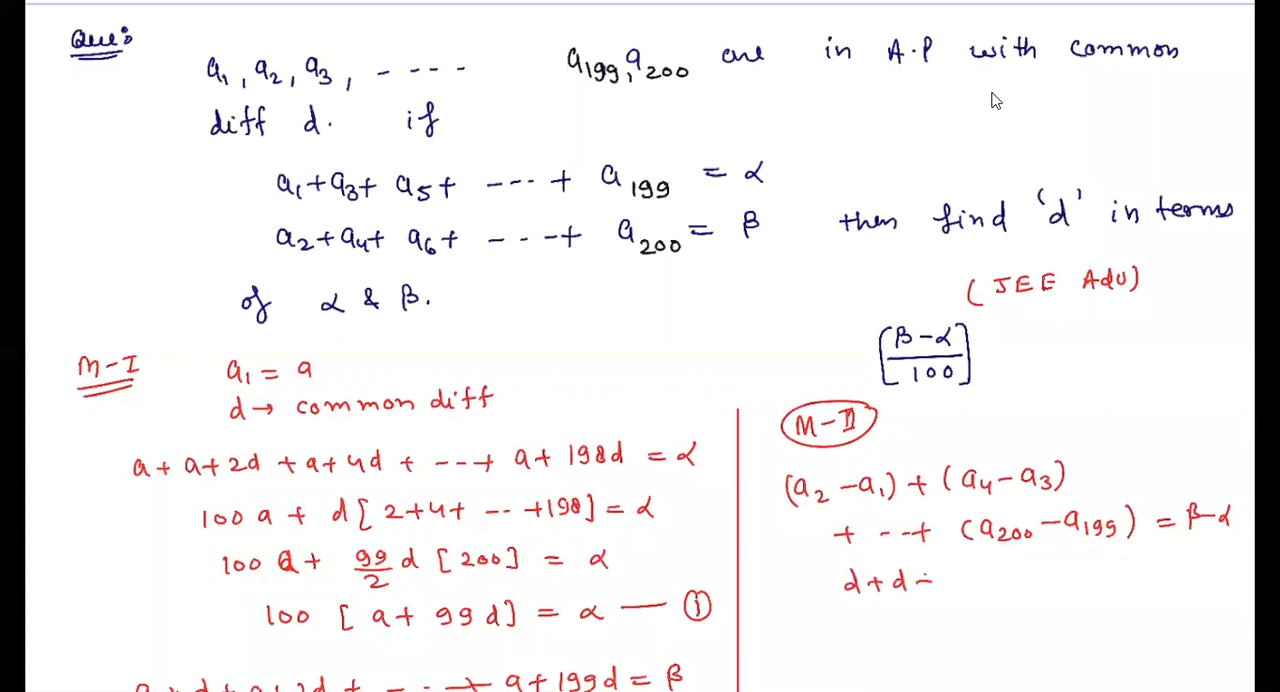 Que:
a₁, a₂, a₃, - - - - a₁₉₉, a₂₀₀ are in A.P with common
diff d. if
a₁+a₃+ a₅+ ---+ a₁₉₉ = α
a₂+a₄+ a₆+ ---+ a₂₀₀ = β then find 'd' in terms
of α & β.
(JEE Adv)
[β-α/100]
M-I
a₁ = a
d → common diff
a + a+2d + a+4d + ---+ a+198d = α
100a + d[2+4+ -- +198] = α
100a + 99/2 d [200] = α
100 [a+99d] = α — ①
a+199d = β
M-II
(a₂-a₁)+(a₄-a₃)
+ --+ (a₂₀₀-a₁₉₉) = β-α
d+d